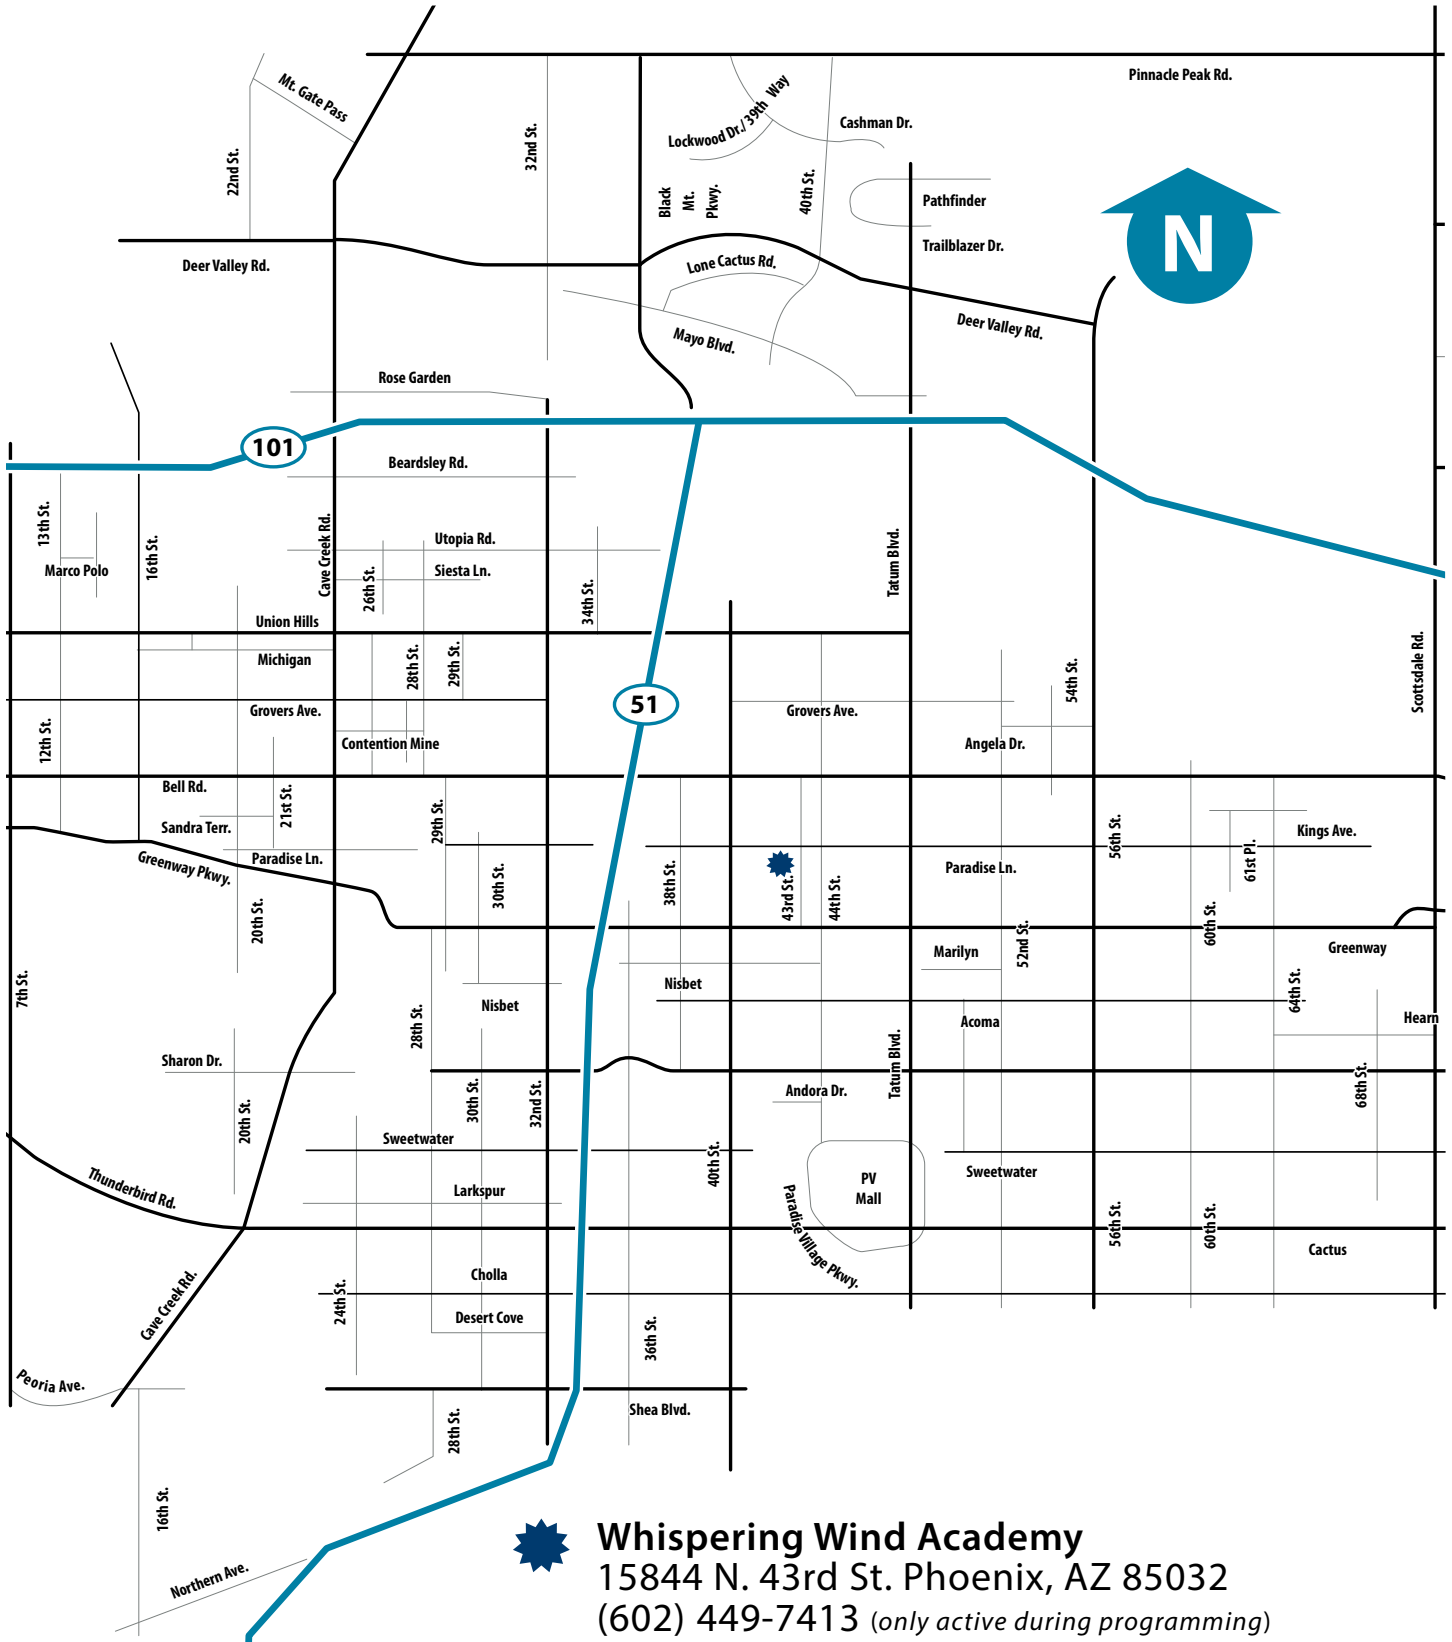 Pinnacle Peak Rd.
Mt. Gate Pass
22nd St.
32nd St.
Lockwood Dr./ 39th Way
Cashman Dr.
Black
Mt.
Pkwy.
40th St.
Pathfinder
Trailblazer Dr.
N
Deer Valley Rd.
Lone Cactus Rd.
Deer Valley Rd.
Mayo Blvd.
Rose Garden
101
Beardsley Rd.
13th St.
Marco Polo
16th St.
Cave Creek Rd.
Utopia Rd.
Siesta Ln.
26th St.
34th St.
Tatum Blvd.
Union Hills
Michigan
28th St.
29th St.
54th St.
Scottsdale Rd.
51
Grovers Ave.
Grovers Ave.
12th St.
Contention Mine
Angela Dr.
Bell Rd.
21st St.
Sandra Terr.
29th St.
56th St.
Kings Ave.
Paradise Ln.
Greenway Pkwy.
Paradise Ln.
61st Pl.
30th St.
38th St.
43rd St.
44th St.
20th St.
52nd St.
60th St.
Marilyn
Greenway
7th St.
Nisbet
Nisbet
64th St.
28th St.
Acoma
Hearn
Sharon Dr.
Tatum Blvd.
Andora Dr.
68th St.
20th St.
30th St.
32nd St.
Sweetwater
40th St.
Sweetwater
PV
Mall
Thunderbird Rd.
Larkspur
Paradise Village Pkwy.
56th St.
60th St.
Cactus
Cave Creek Rd.
24th St.
Cholla
Desert Cove
36th St.
Peoria Ave.
Shea Blvd.
28th St.
16th St.
Northern Ave.
Whispering Wind Academy
15844 N. 43rd St. Phoenix, AZ 85032
(602) 449-7413 (only active during programming)